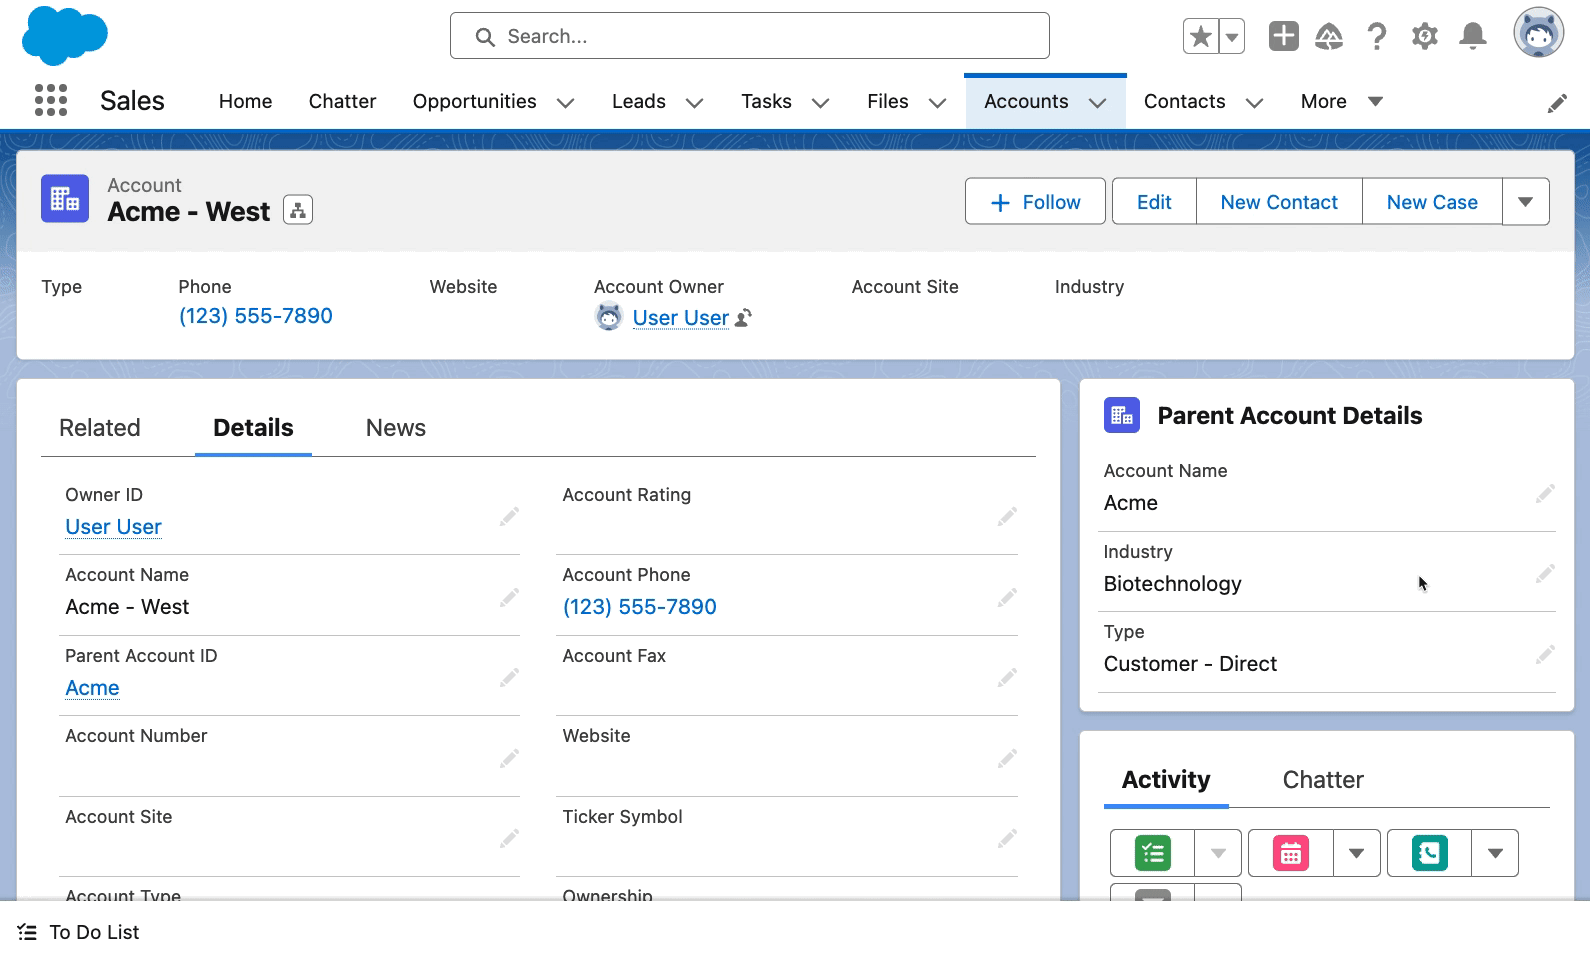 Search...
Sales
Home
Chatter
Opportunities
Leads
Tasks
Files
Accounts
Contacts
More
Account
Acme - West
Follow
Edit
New Contact
New Case
Type
Phone
Website
Account Owner
Account Site
Industry
(123) 555-7890
User User
Related
Details
News
Owner ID
User User
Account Rating
Account Name
Acme - West
Account Phone
(123) 555-7890
Parent Account ID
Acme
Account Fax
Account Number
Website
Account Site
Ticker Symbol
Account Type
Ownership
Parent Account Details
Account Name
Acme
Industry
Biotechnology
Type
Customer - Direct
Activity
Chatter
To Do List